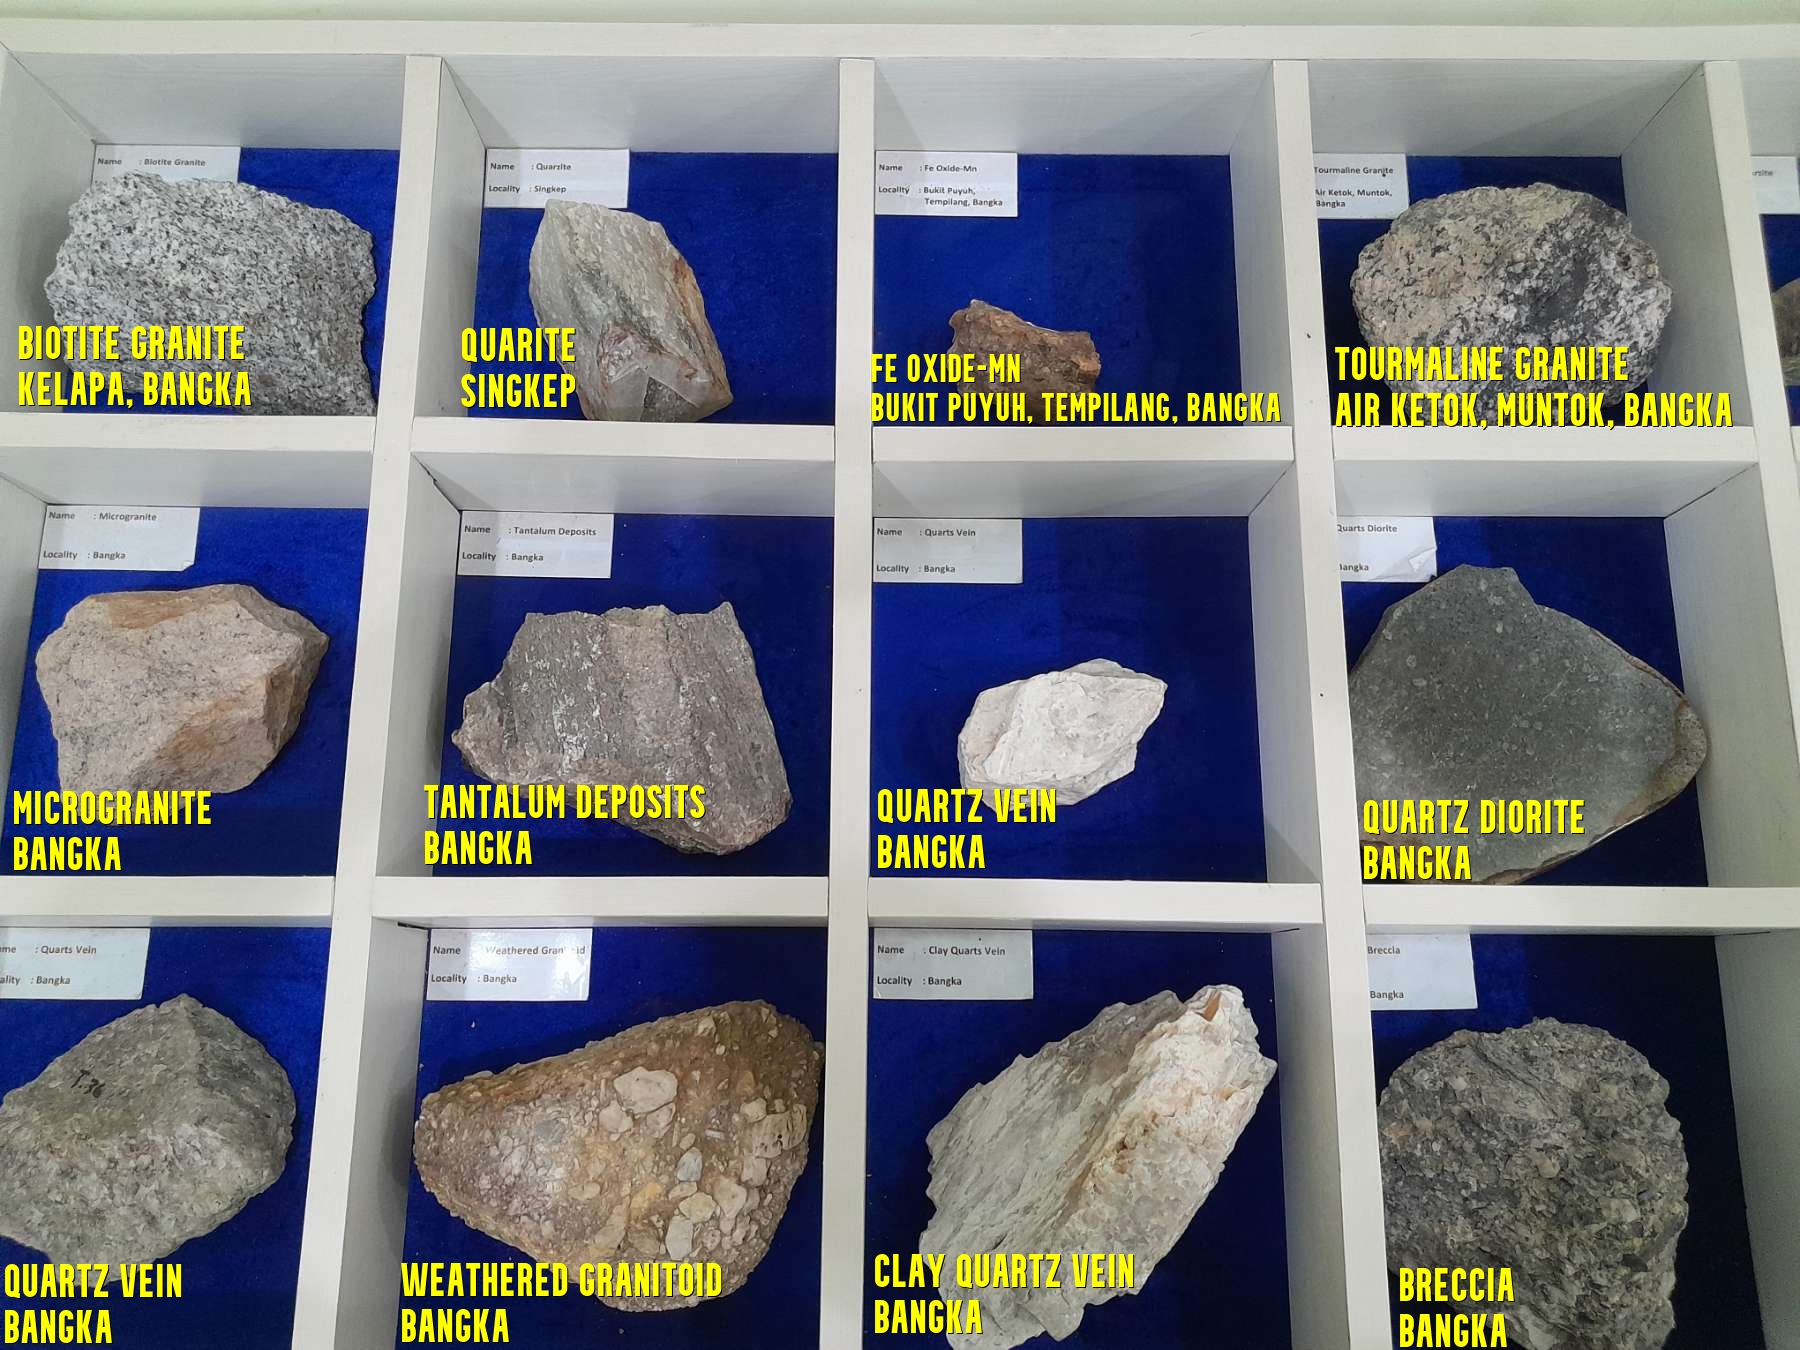 Name : Biotite Granite
BIOTITE GRANITE
KELAPA, BANGKA
Name : Quarzite
Locality : Singkep
QUARITE
SINGKEP
Name : Fe Oxide-Mn
Locality : Bukit Puyuh,
Tempilang, Bangka
FE OXIDE-MN
BUKIT PUYUH, TEMPILANG, BANGKA
Tourmaline Granite
Air Ketok, Muntok,
Bangka
TOURMALINE GRANITE
AIR KETOK, MUNTOK, BANGKA
Name : Microgranite
Locality : Bangka
MICROGRANITE
BANGKA
Name : Tantalum Deposits
Locality : Bangka
TANTALUM DEPOSITS
BANGKA
Name : Quarts Vein
Locality : Bangka
QUARTZ VEIN
BANGKA
Quarts Diorite
Bangka
QUARTZ DIORITE
BANGKA
: Quarts Vein
: Bangka
T.36
QUARTZ VEIN
BANGKA
Name Weathered
Locality : Bangka
WEATHERED GRANITOID
BANGKA
Name : Clay Quarts Vein
Locality : Bangka
CLAY QUARTZ VEIN
BANGKA
Breccia
Bangka
BRECCIA
BANGKA